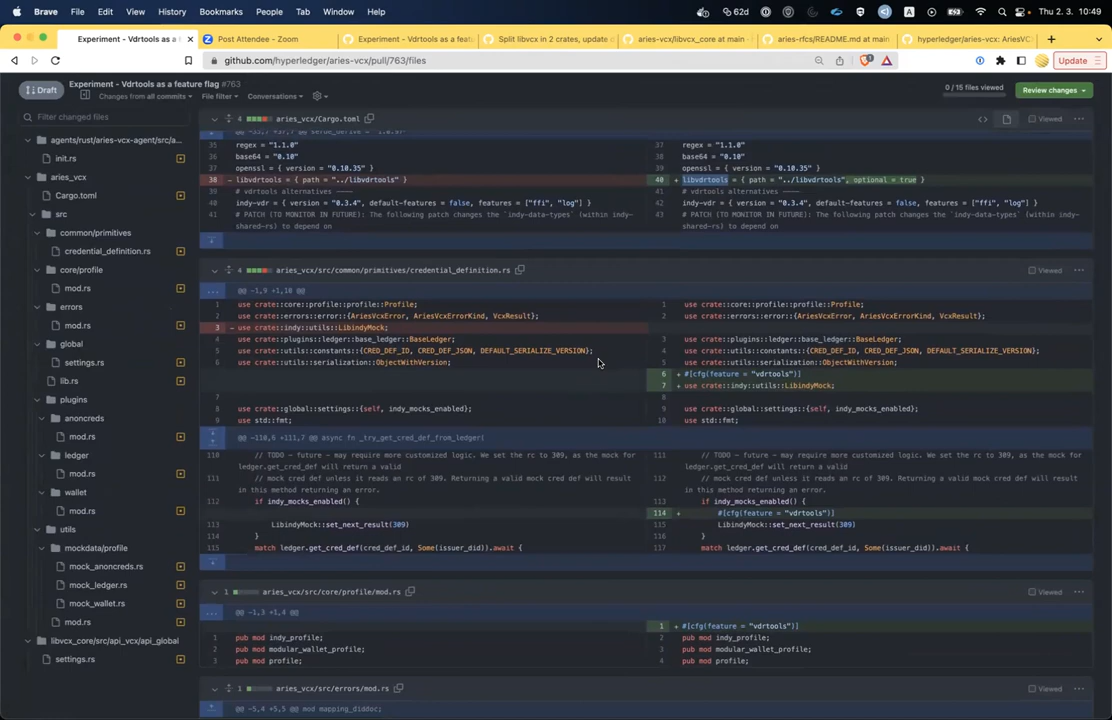 Brave File Edit View History Bookmarks People Tab Window Help 62d A Thu 2. 3. 10:49
Experiment - Vdrtools as a f
Post Attendee - Zoom
Experiment - Vdrtools as a feat
Split libvcx in 2 crates, update d
aries-vcx/libvcx_core at main ·
aries-rfcs/README.md at main ·
hyperledger/aries-vcx: AriesVC
github.com/hyperledger/aries-vcx/pull/763/files
Update
Draft
Experiment - Vdrtools as a feature flag #763
Changes from all commits File filter Conversations
0 / 15 files viewed
Review changes
Filter changed files
agents/rust/aries-vcx-agent/src/a...
init.rs
aries_vcx
Cargo.toml
src
common/primitives
credential_definition.rs
core/profile
mod.rs
errors
mod.rs
global
settings.rs
lib.rs
plugins
anoncreds
mod.rs
ledger
mod.rs
wallet
mod.rs
utils
mockdata/profile
mock_anoncreds.rs
mock_ledger.rs
mock_wallet.rs
mod.rs
libvcx_core/src/api_vcx/api_global
settings.rs
4 aries_vcx/Cargo.toml Viewed
35 regex = "1.1.0" 37 regex = "1.1.0"
36 base64 = "0.10" 38 base64 = "0.10"
37 openssl = { version = "0.10.35" } 39 openssl = { version = "0.10.35" }
38 - libvdrtools = { path = "../libvdrtools" } 40 + libvdrtools = { path = "../libvdrtools", optional = true }
39 # vdrtools alternatives 41 # vdrtools alternatives
40 indy-vdr = { version = "0.3.4", default-features = false, features = ["ffi", "log"] } 42 indy-vdr = { version = "0.3.4", default-features = false, features = ["ffi", "log"] }
41 # PATCH (TO MONITOR IN FUTURE): The following patch changes the `indy-data-types` (within indy- 43 # PATCH (TO MONITOR IN FUTURE): The following patch changes the `indy-data-types` (within indy-
shared-rs) to depend on shared-rs) to depend on
4 aries_vcx/src/common/primitives/credential_definition.rs Viewed
... @@ -1,9 +1,10 @@
1 use crate::core::profile::profile::Profile; 1 use crate::core::profile::profile::Profile;
2 use crate::errors::error::{AriesVcxError, AriesVcxErrorKind, VcxResult}; 2 use crate::errors::error::{AriesVcxError, AriesVcxErrorKind, VcxResult};
3 - use crate::indy::utils::LibindyMock;
4 use crate::plugins::ledger::base_ledger::BaseLedger; 3 use crate::plugins::ledger::base_ledger::BaseLedger;
5 use crate::utils::constants::{CRED_DEF_ID, CRED_DEF_JSON, DEFAULT_SERIALIZE_VERSION}; 4 use crate::utils::constants::{CRED_DEF_ID, CRED_DEF_JSON, DEFAULT_SERIALIZE_VERSION};
6 use crate::utils::serialization::ObjectWithVersion; 5 use crate::utils::serialization::ObjectWithVersion;
6 + #[cfg(feature = "vdrtools")]
7 + use crate::indy::utils::LibindyMock;
7 8
8 use crate::global::settings::{self, indy_mocks_enabled}; 9 use crate::global::settings::{self, indy_mocks_enabled};
9 use std::fmt; 10 use std::fmt;
@@ -110,6 +111,7 @@ async fn _try_get_cred_def_from_ledger(
110 // TODO - future - may require more customized logic. We set the rc to 309, as the mock for 111 // TODO - future - may require more customized logic. We set the rc to 309, as the mock for
ledger.get_cred_def will return a valid ledger.get_cred_def will return a valid
111 // mock cred def unless it reads an rc of 309. Returning a valid mock cred def will result 112 // mock cred def unless it reads an rc of 309. Returning a valid mock cred def will result
in this method returning an error. in this method returning an error.
112 if indy_mocks_enabled() { 113 if indy_mocks_enabled() {
114 + #[cfg(feature = "vdrtools")]
113 LibindyMock::set_next_result(309) 115 LibindyMock::set_next_result(309)
114 } 116 }
115 match ledger.get_cred_def(cred_def_id, Some(issuer_did)).await { 117 match ledger.get_cred_def(cred_def_id, Some(issuer_did)).await {
1 aries_vcx/src/core/profile/mod.rs Viewed
... @@ -1,3 +1,4 @@
1 + #[cfg(feature = "vdrtools")]
1 pub mod indy_profile; 2 pub mod indy_profile;
2 pub mod modular_wallet_profile; 3 pub mod modular_wallet_profile;
3 pub mod profile; 4 pub mod profile;
1 aries_vcx/src/errors/mod.rs Viewed
@@ -5,4 +5,5 @@ mod mapping_diddoc;